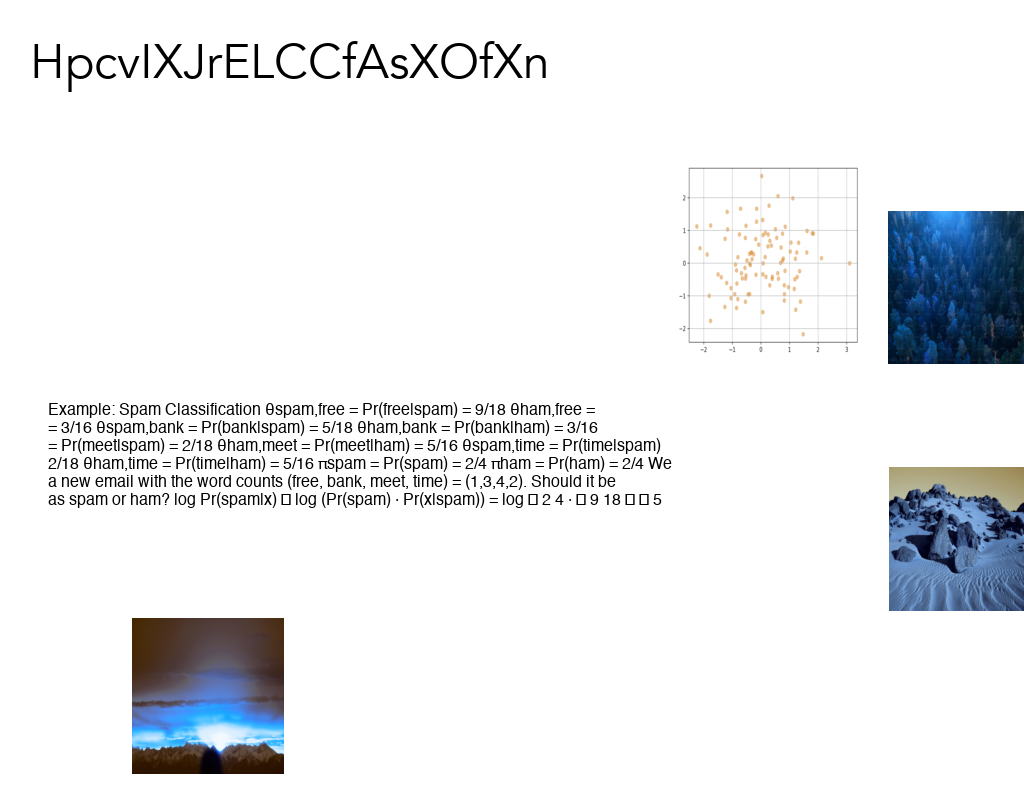 HpcvIXJrELCCfAsXOfXn
2
1
0
−1
−2
−2 −1 0 1 2 3
Example: Spam Classification θspam,free = Pr(free|spam) = 9/18 θham,free =
= 3/16 θspam,bank = Pr(bank|spam) = 5/18 θham,bank = Pr(bank|ham) = 3/16
= Pr(meet|spam) = 2/18 θham,meet = Pr(meet|ham) = 5/16 θspam,time = Pr(time|spam)
2/18 θham,time = Pr(time|ham) = 5/16 πspam = Pr(spam) = 2/4 πham = Pr(ham) = 2/4 We
a new email with the word counts (free, bank, meet, time) = (1,3,4,2). Should it be
as spam or ham? log Pr(spam|x) □ log (Pr(spam) · Pr(x|spam)) = log □ 2 4 · □ 9 18 □ □ 5